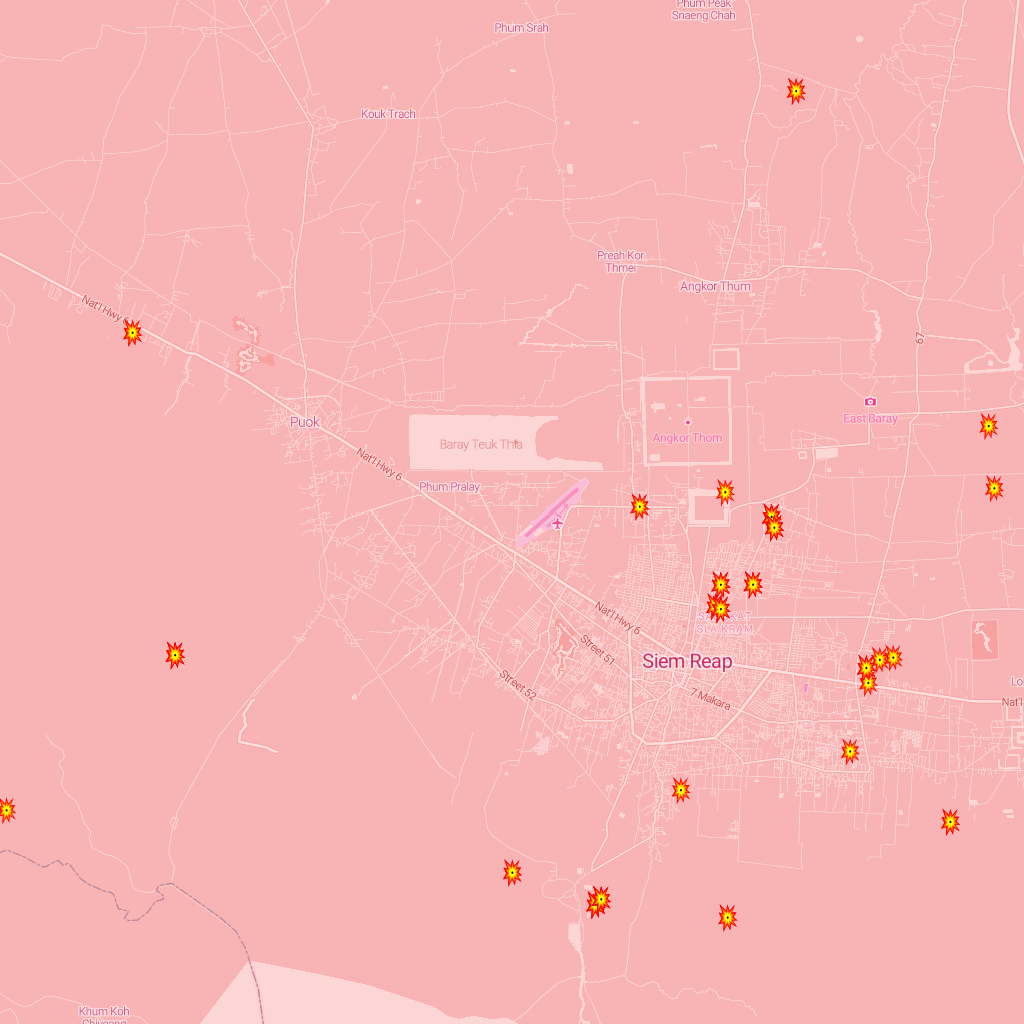 Phum Peak
Snaeng Chah
Phum Srah
Kouk Trach
Preah Kor
Thmei
Angkor Thum
Nat'l Hwy 6
67
East Baray
Puok
Angkor Thom
Baray Teuk Thla
Nat'l Hwy 6
Phum Pralay
Nat'l Hwy 6
SLA KRAM
Street 51
Siem Reap
Street 52
7 Makara
Lo
Nat'l
Khum Koh
Chiveang